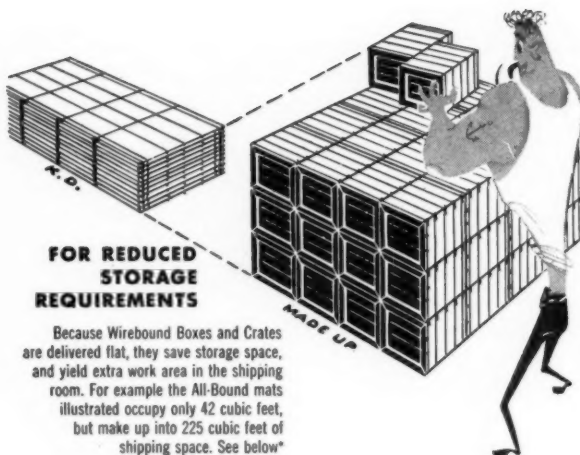 K.D.
MADE UP
FOR REDUCED
STORAGE
REQUIREMENTS
Because Wirebound Boxes and Crates
are delivered flat, they save storage space,
and yield extra work area in the shipping
room. For example the All-Bound mats
illustrated occupy only 42 cubic feet,
but make up into 225 cubic feet of
shipping space. See below*